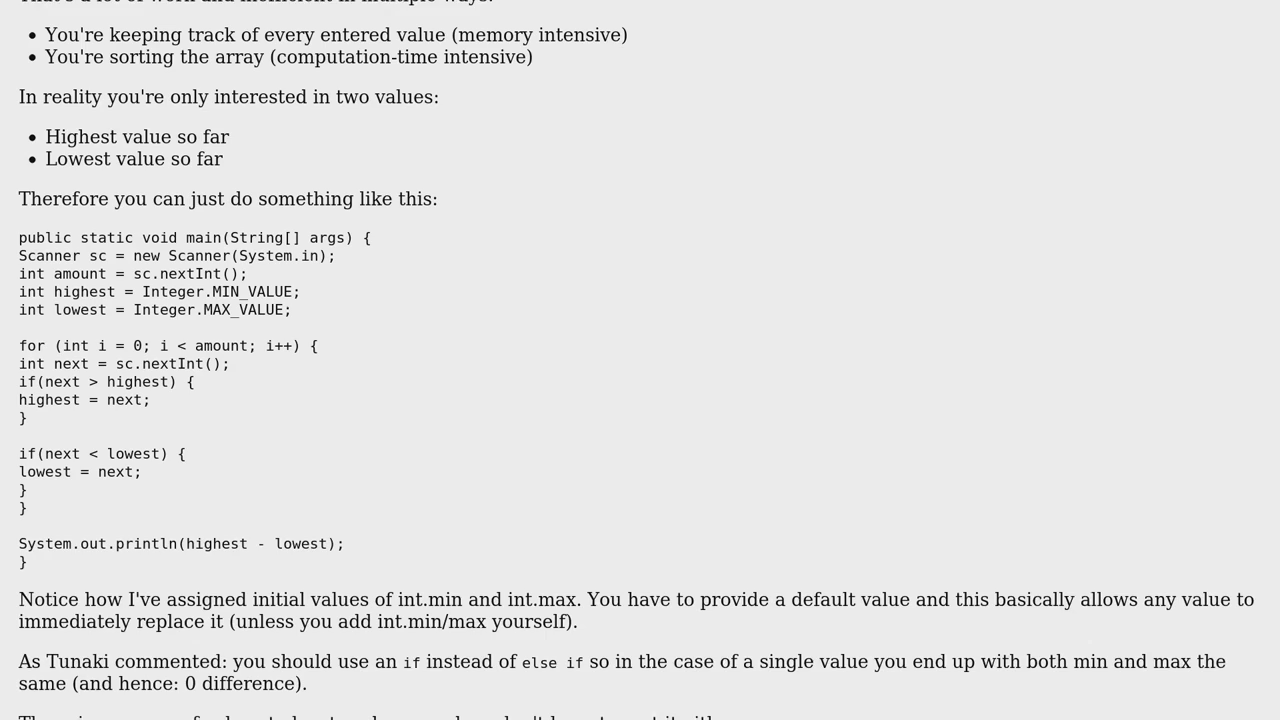 You're keeping track of every entered value (memory intensive)
You're sorting the array (computation-time intensive)
In reality you're only interested in two values:
Highest value so far
Lowest value so far
Therefore you can just do something like this:
public static void main(String[] args) {
Scanner sc = new Scanner(System.in);
int amount = sc.nextInt();
int highest = Integer.MIN_VALUE;
int lowest = Integer.MAX_VALUE;
for (int i = 0; i < amount; i++) {
int next = sc.nextInt();
if(next > highest) {
highest = next;
}
if(next < lowest) {
lowest = next;
}
}
System.out.println(highest - lowest);
}
Notice how I've assigned initial values of int.min and int.max. You have to provide a default value and this basically allows any value to
immediately replace it (unless you add int.min/max yourself).
As Tunaki commented: you should use an if instead of else if so in the case of a single value you end up with both min and max the
same (and hence: 0 difference).